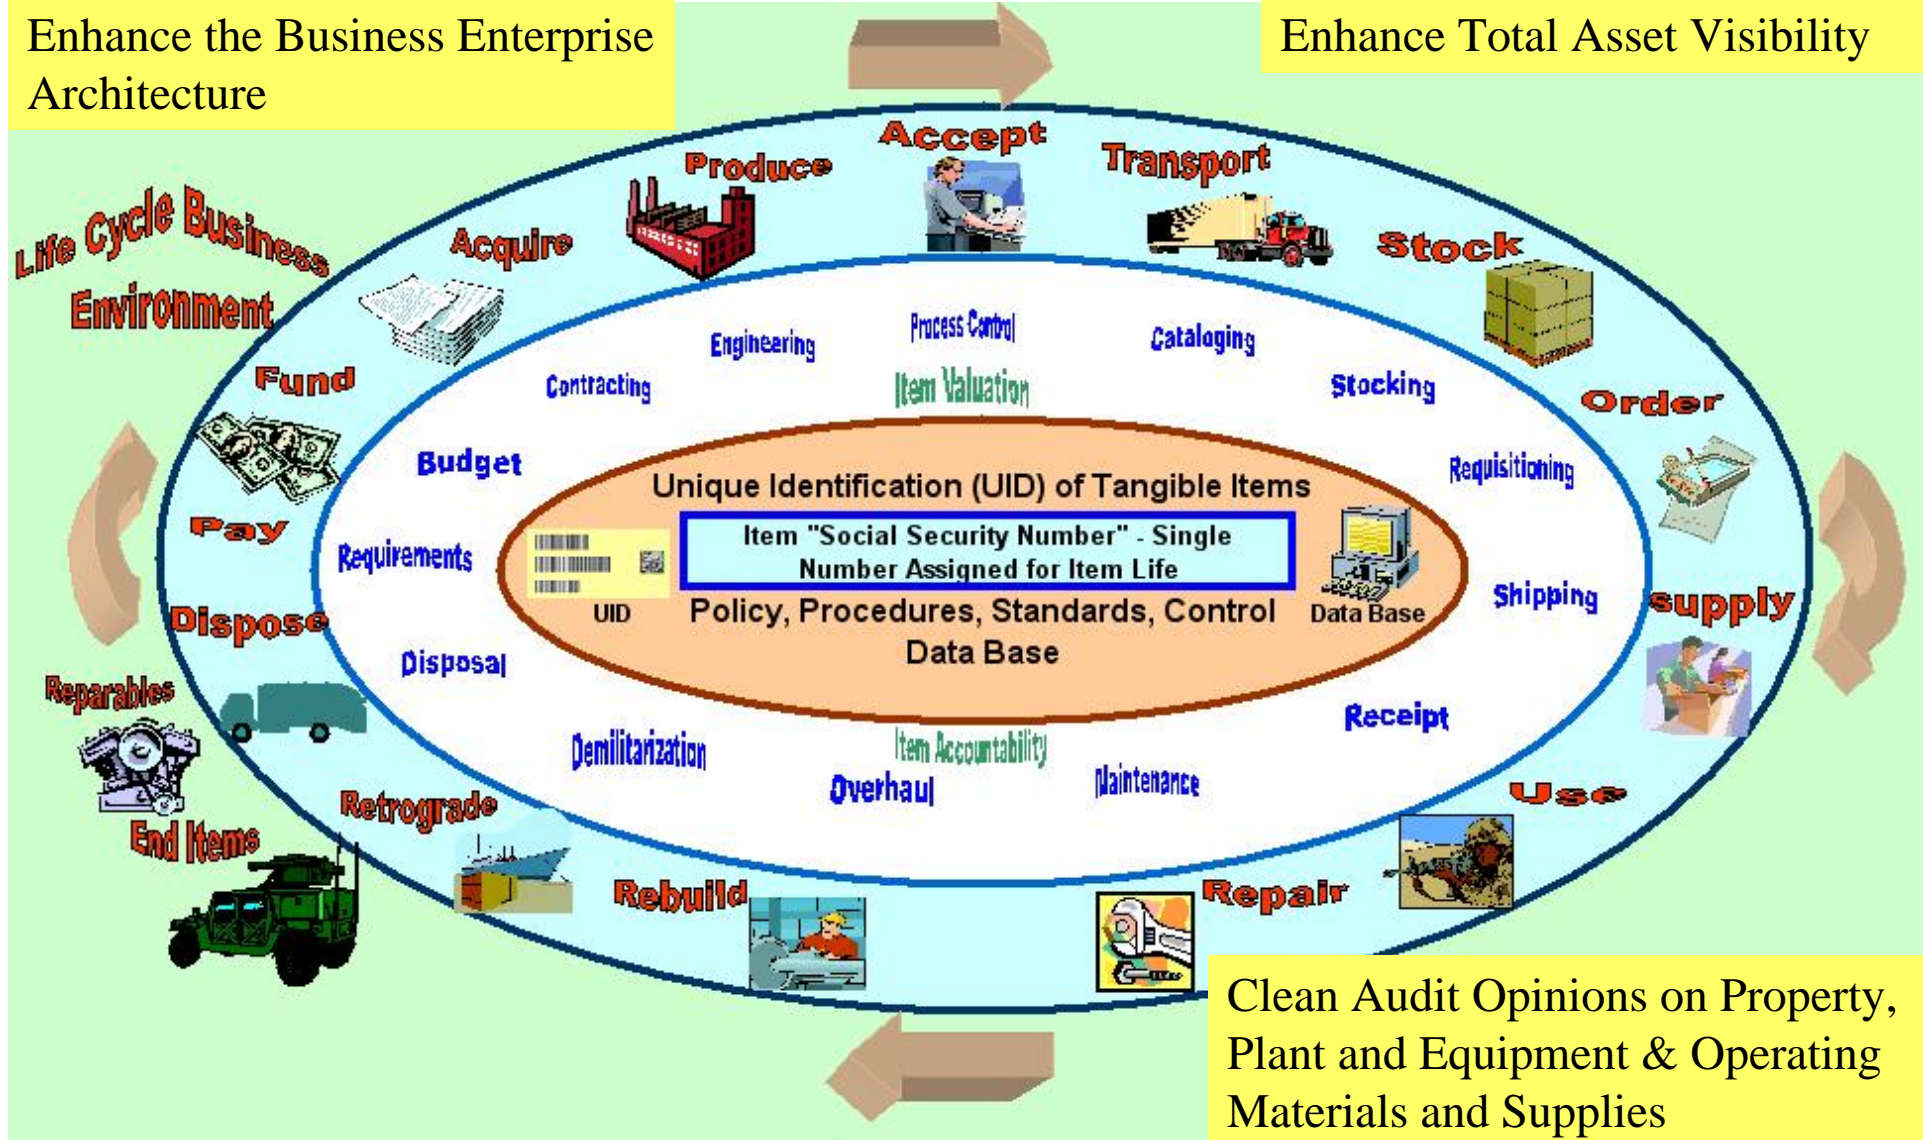 Enhance the Business Enterprise
Architecture
Enhance Total Asset Visibility
Life Cycle Business
Environment
Accept
Produce
Transport
Acquire
Stock
Fund
Order
Pay
supply
Dispose
Use
Retrograde
Rebuild
Repair
Reparables
End Items
Process Control
Engineering
Cataloging
Contracting
Stocking
Item Valuation
Budget
Requisitioning
Requirements
Shipping
Disposal
Receipt
Demilitarization
Item Accountability
Overhaul
Maintenance
Unique Identification (UID) of Tangible Items
Item "Social Security Number" - Single
Number Assigned for Item Life
UID
Policy, Procedures, Standards, Control
Data Base
Data Base
Clean Audit Opinions on Property,
Plant and Equipment & Operating
Materials and Supplies